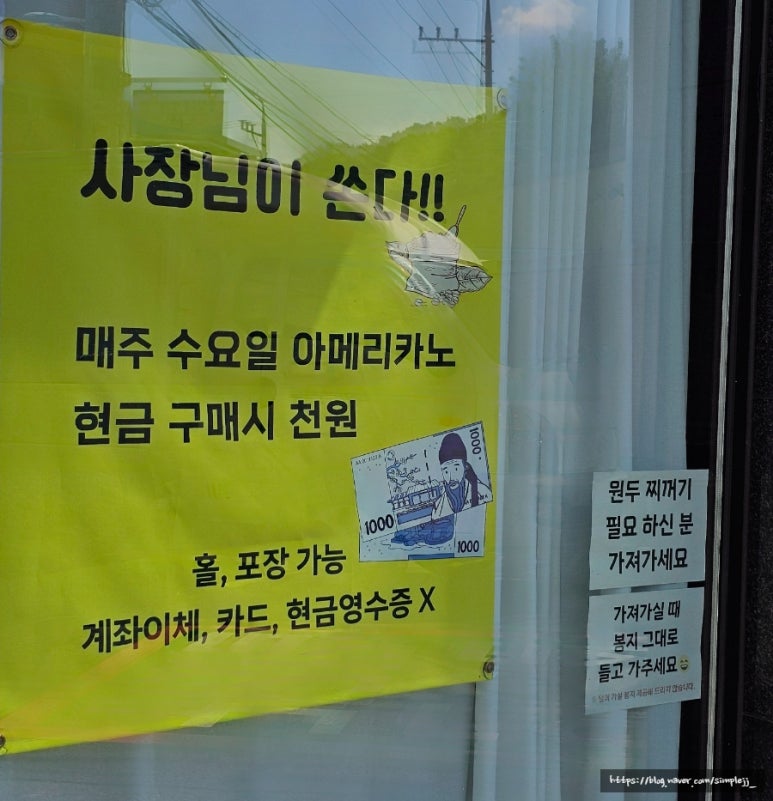 사장님이 쏜다!!
매주 수요일 아메리카노
현금 구매시 천원
1000
1000
1000
홀, 포장 가능
계좌이체, 카드, 현금영수증 X
원두 찌꺼기
필요 하신 분
가져가세요
가져가실 때
봉지 그대로
들고 가주세요😄
https://blog.naver.com/simplejj_